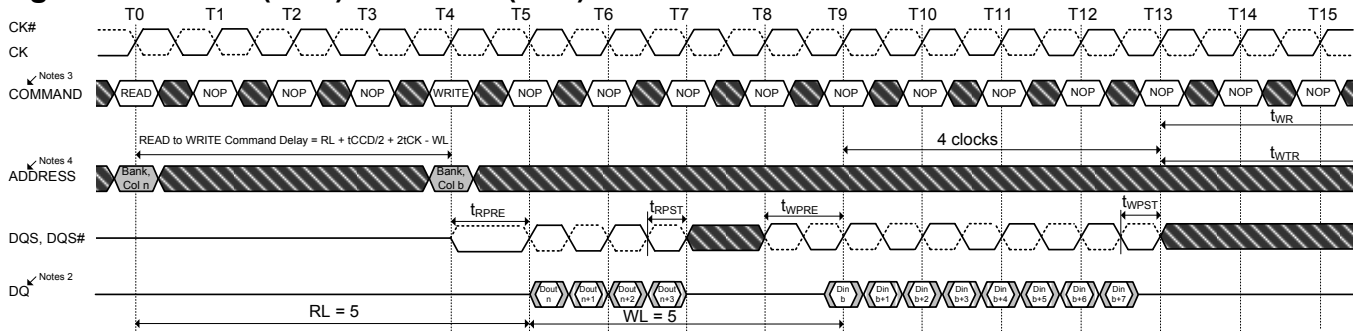 T0 T1 T2 T3 T4 T5 T6 T7 T8 T9 T10 T11 T12 T13 T14 T15
CK#
CK
Notes 3
COMMAND READ NOP NOP NOP WRITE NOP NOP NOP NOP NOP NOP NOP NOP NOP NOP NOP
tWR
READ to WRITE Command Delay = RL + tCCD/2 + 2tCK - WL
4 clocks
tWTR
Notes 4
ADDRESS
Bank, Col n
Bank, Col b
tRPRE tRPST tWPRE tWPST
DQS, DQS#
Notes 2
DQ
Dout n
Dout n+1
Dout n+2
Dout n+3
Din b
Din b+1
Din b+2
Din b+3
Din b+4
Din b+5
Din b+6
Din b+7
RL = 5
WL = 5